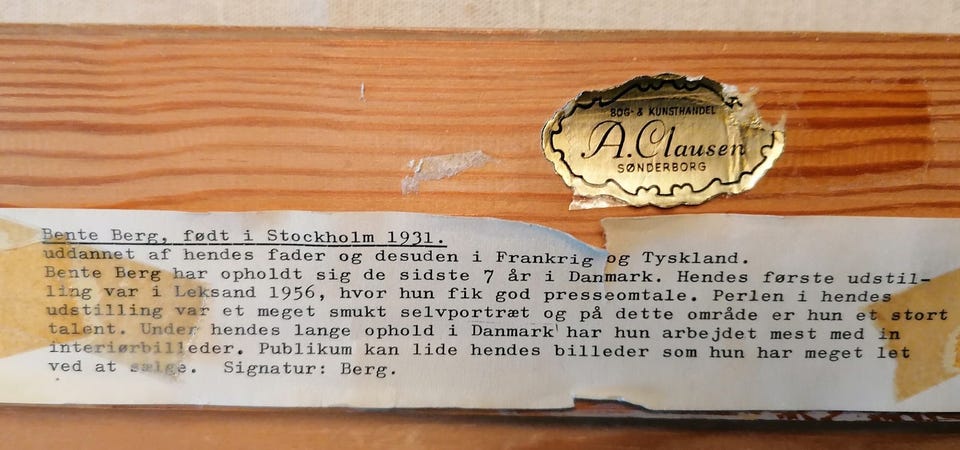 BOG- & KUNSTHANDEL
A. Clausen
SØNDERBORG
Bente Berg, født i Stockholm 1931.
uddannet af hendes fader og desuden i Frankrig og Tyskland.
Bente Berg har opholdt sig de sidste 7 år i Danmark. Hendes første udstil-
ling var i Leksand 1956, hvor hun fik god presseomtale. Perlen i hendes
udstilling var et meget smukt selvportræt og på dette område er hun et stort
talent. Under hendes lange ophold i Danmark har hun arbejdet mest med in
interiørbilleder. Publikum kan lide hendes billeder som hun har meget let
ved at sælge. Signatur: Berg.